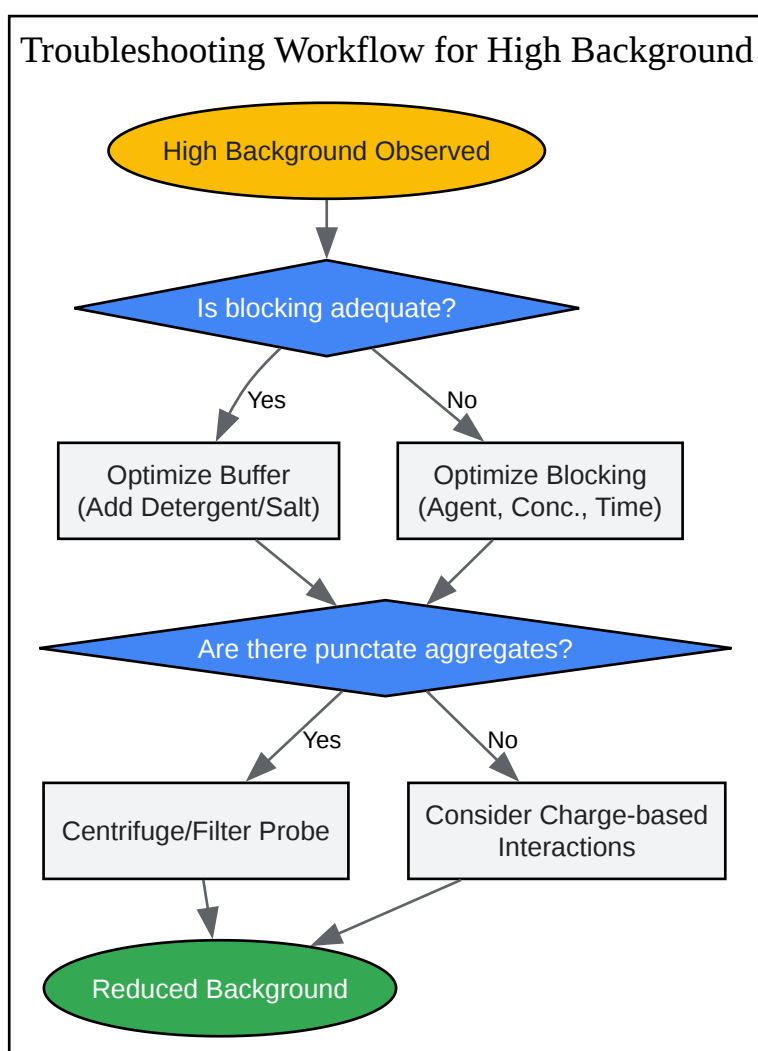 Troubleshooting Workflow for High Background
High Background Observed
Is blocking adequate?
Yes
No
Optimize Buffer
(Add Detergent/Salt)
Optimize Blocking
(Agent, Conc., Time)
Are there punctate aggregates?
Yes
No
Centrifuge/Filter Probe
Consider Charge-based
Interactions
Reduced Background